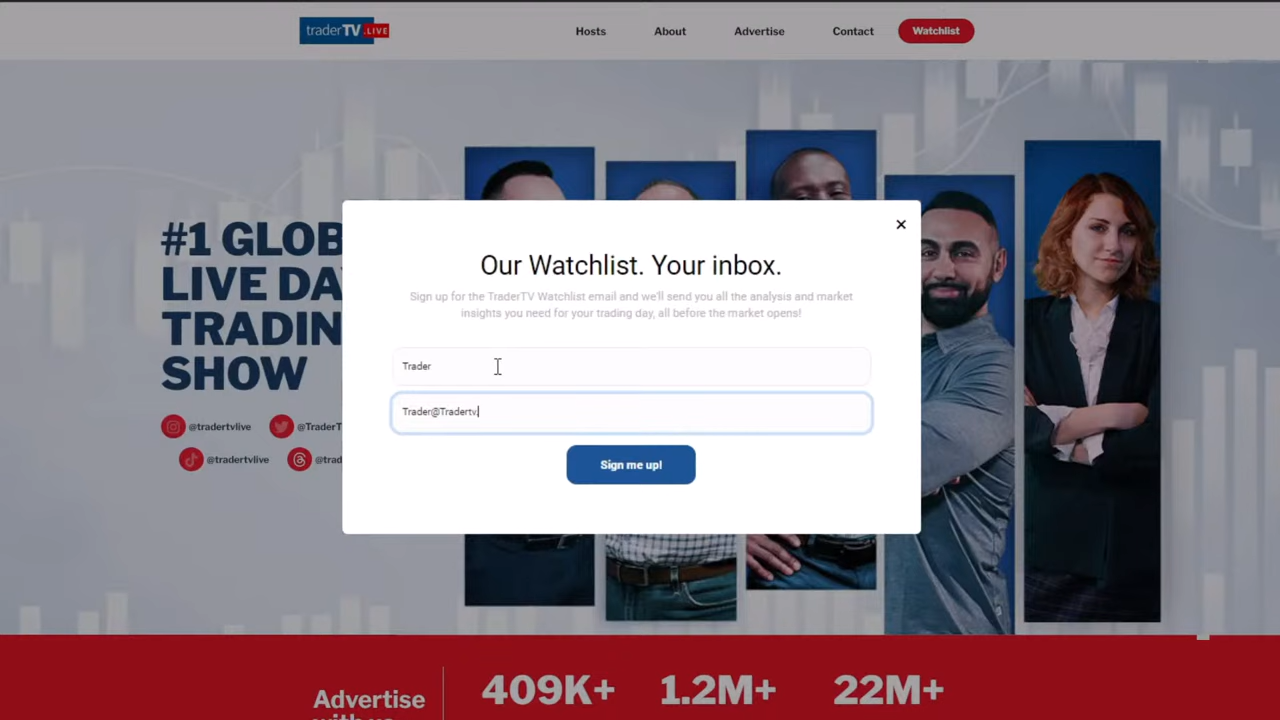 traderTV.LIVE
Hosts
About
Advertise
Contact
Watchlist
#1 GLOB
LIVE DA
TRADIN
SHOW
@tradertvlive
@TraderT
@tradertvlive
@trad
Our Watchlist. Your inbox.
Sign up for the TraderTV Watchlist email and we'll send you all the analysis and market
insights you need for your trading day, all before the market opens!
Trader
Trader@Tradertv.
Sign me up!
Advertise
with us
409K+
1.2M+
22M+